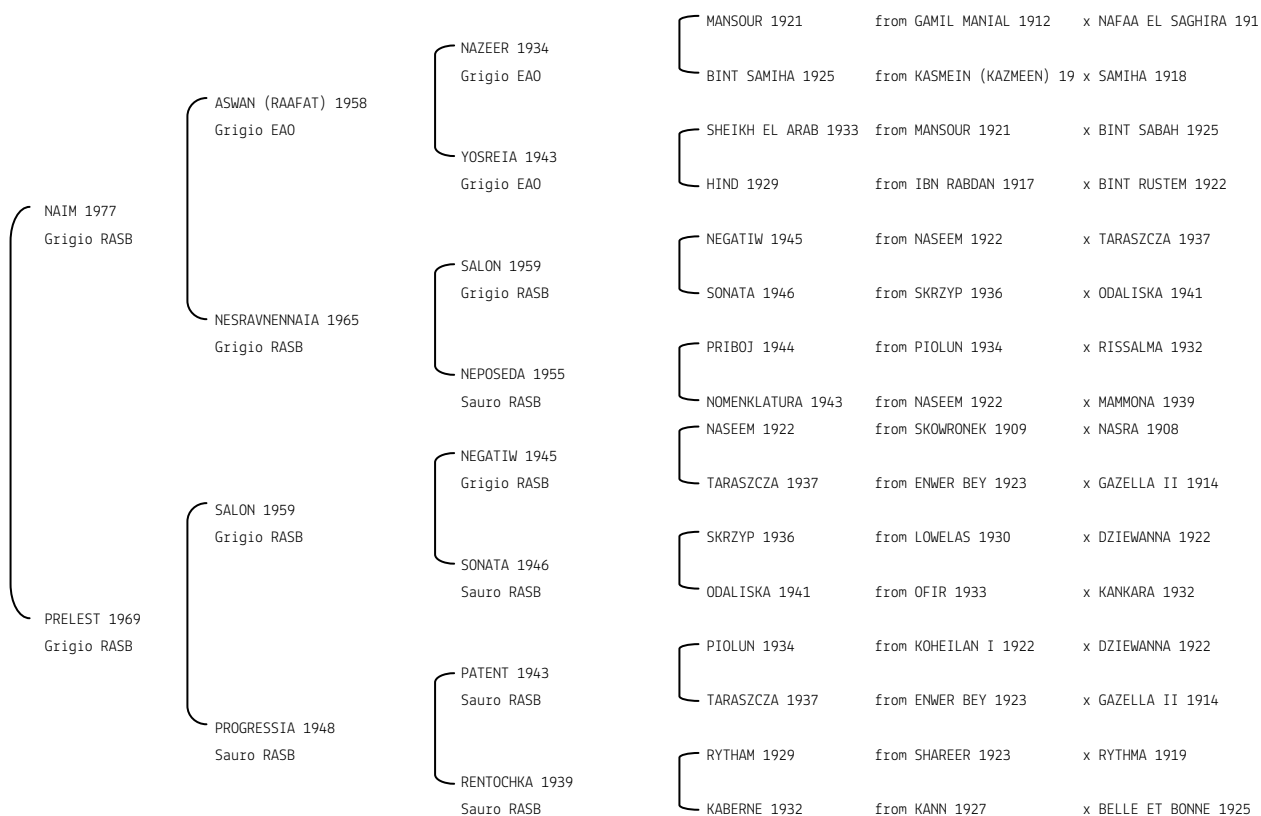 MANSOUR 1921 from GAMIL MANIAL 1912 x NAFAA EL SAGHIRA 191
NAZEER 1934
Grigio EAO BINT SAMIHA 1925 from KASMEIN (KAZMEEN) 19 x SAMIHA 1918
ASWAN (RAAFAT) 1958
Grigio EAO SHEIKH EL ARAB 1933 from MANSOUR 1921 x BINT SABAH 1925
YOSREIA 1943
Grigio EAO HIND 1929 from IBN RABDAN 1917 x BINT RUSTEM 1922
NAIM 1977
Grigio RASB NEGATIW 1945 from NASEEM 1922 x TARASZCZA 1937
SALON 1959
Grigio RASB SONATA 1946 from SKRZYP 1936 x ODALISKA 1941
NESRAVNENNAIA 1965
Grigio RASB PRIBOJ 1944 from PIOLUN 1934 x RISSALMA 1932
NEPOSEDA 1955
Sauro RASB NOMENKLATURA 1943 from NASEEM 1922 x MAMMONA 1939
NASEEM 1922 from SKOWRONEK 1909 x NASRA 1908
NEGATIW 1945
Grigio RASB TARASZCZA 1937 from ENWER BEY 1923 x GAZELLA II 1914
SALON 1959
Grigio RASB SKRZYP 1936 from LOWELAS 1930 x DZIEWANNA 1922
SONATA 1946
Sauro RASB ODALISKA 1941 from OFIR 1933 x KANKARA 1932
PRELEST 1969
Grigio RASB PIOLUN 1934 from KOHEILAN I 1922 x DZIEWANNA 1922
PATENT 1943
Sauro RASB TARASZCZA 1937 from ENWER BEY 1923 x GAZELLA II 1914
PROGRESSIA 1948
Sauro RASB RYTHAM 1929 from SHAREER 1923 x RYTHMA 1919
RENTOCHKA 1939
Sauro RASB KABERNE 1932 from KANN 1927 x BELLE ET BONNE 1925